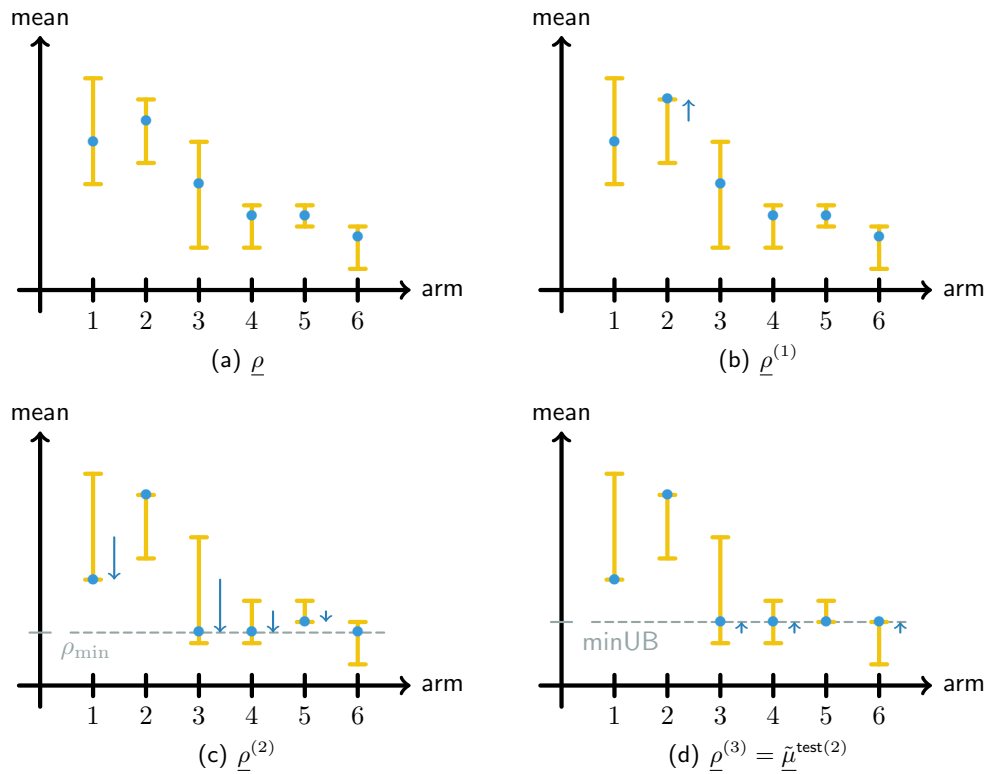 mean
arm
1 2 3 4 5 6
(a) ρ
mean
arm
1 2 3 4 5 6
(b) ρ^(1)
mean
ρmin
arm
1 2 3 4 5 6
(c) ρ^(2)
mean
minUB
arm
1 2 3 4 5 6
(d) ρ^(3) = μ̃^test(2)